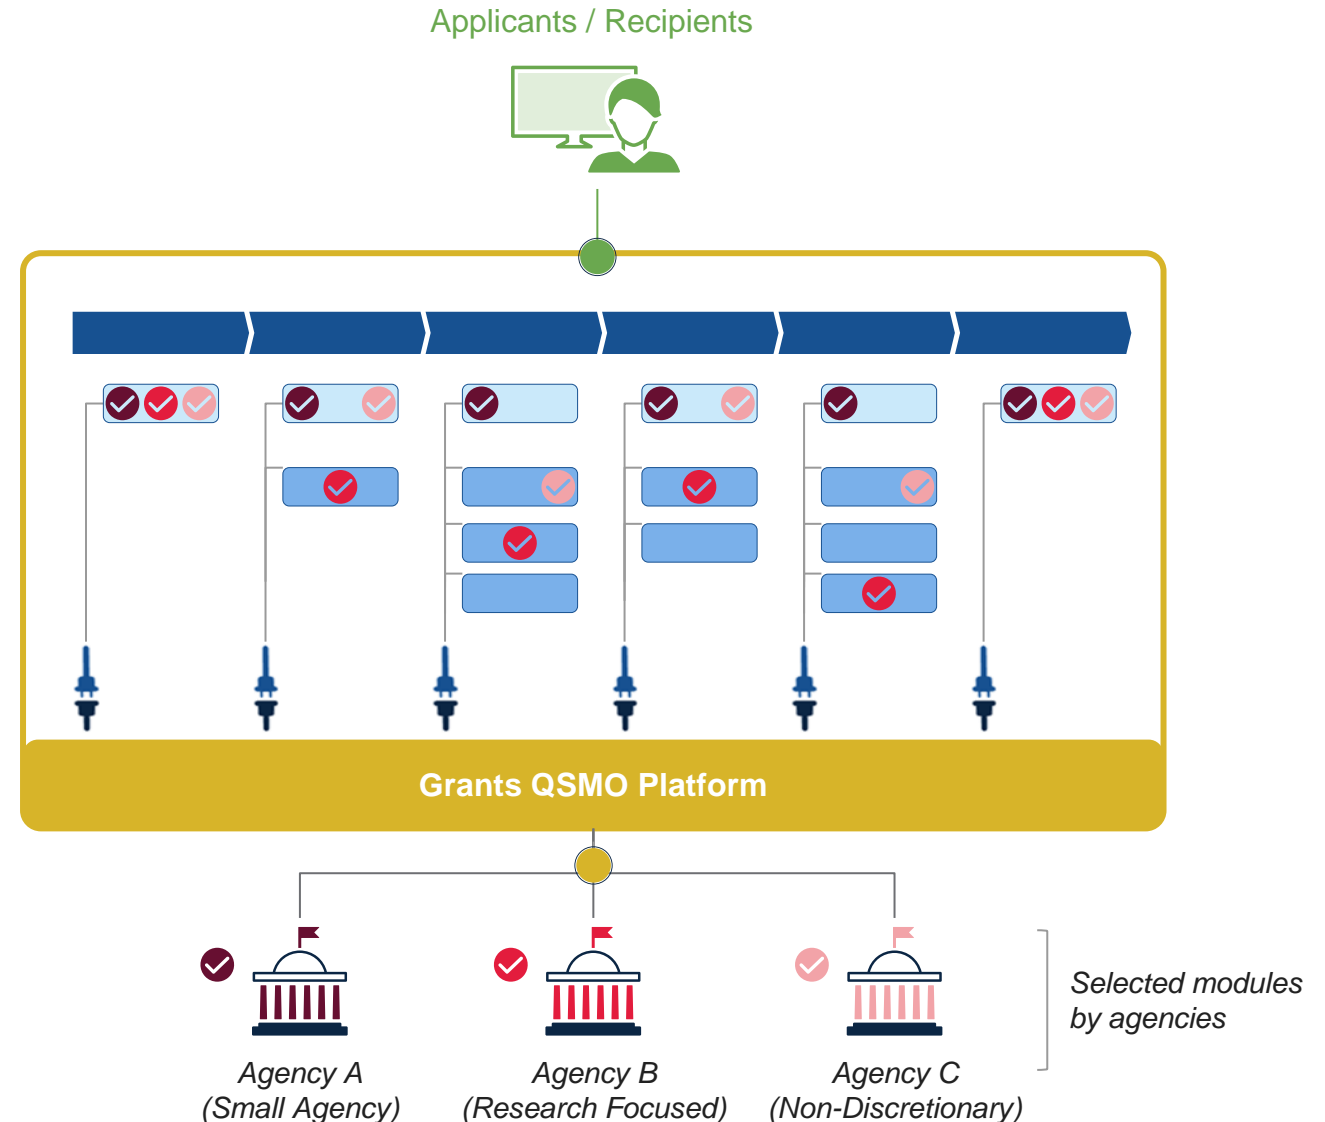 Applicants / Recipients
Grants QSMO Platform
Selected modules
by agencies
Agency A
(Small Agency)
Agency B
(Research Focused)
Agency C
(Non-Discretionary)